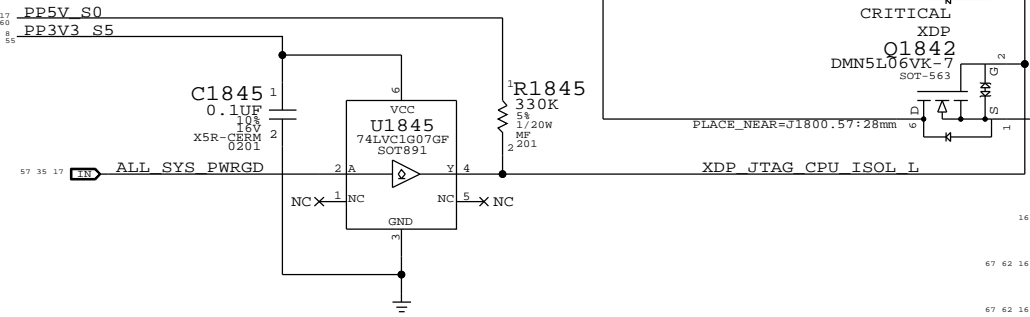 17
60
PP5V_S0
8
55
PP3V3_S5
CRITICAL
XDP
Q1842
DMN5L06VK-7
SOT-563
2
G
D
S
6
1
PLACE_NEAR=J1800.57:28mm
C1845
1
0.1UF
10%
16V
X5R-CERM
0201
2
6
VCC
U1845
74LVC1G07GF
SOT891
1
R1845
330K
5%
1/20W
MF
201
2
57 35 17
IN
ALL_SYS_PWRGD
2
A
Y
4
XDP_JTAG_CPU_ISOL_L
NC
1
NC
NC
5
NC
GND
3
16
67 62 16
67 62 16